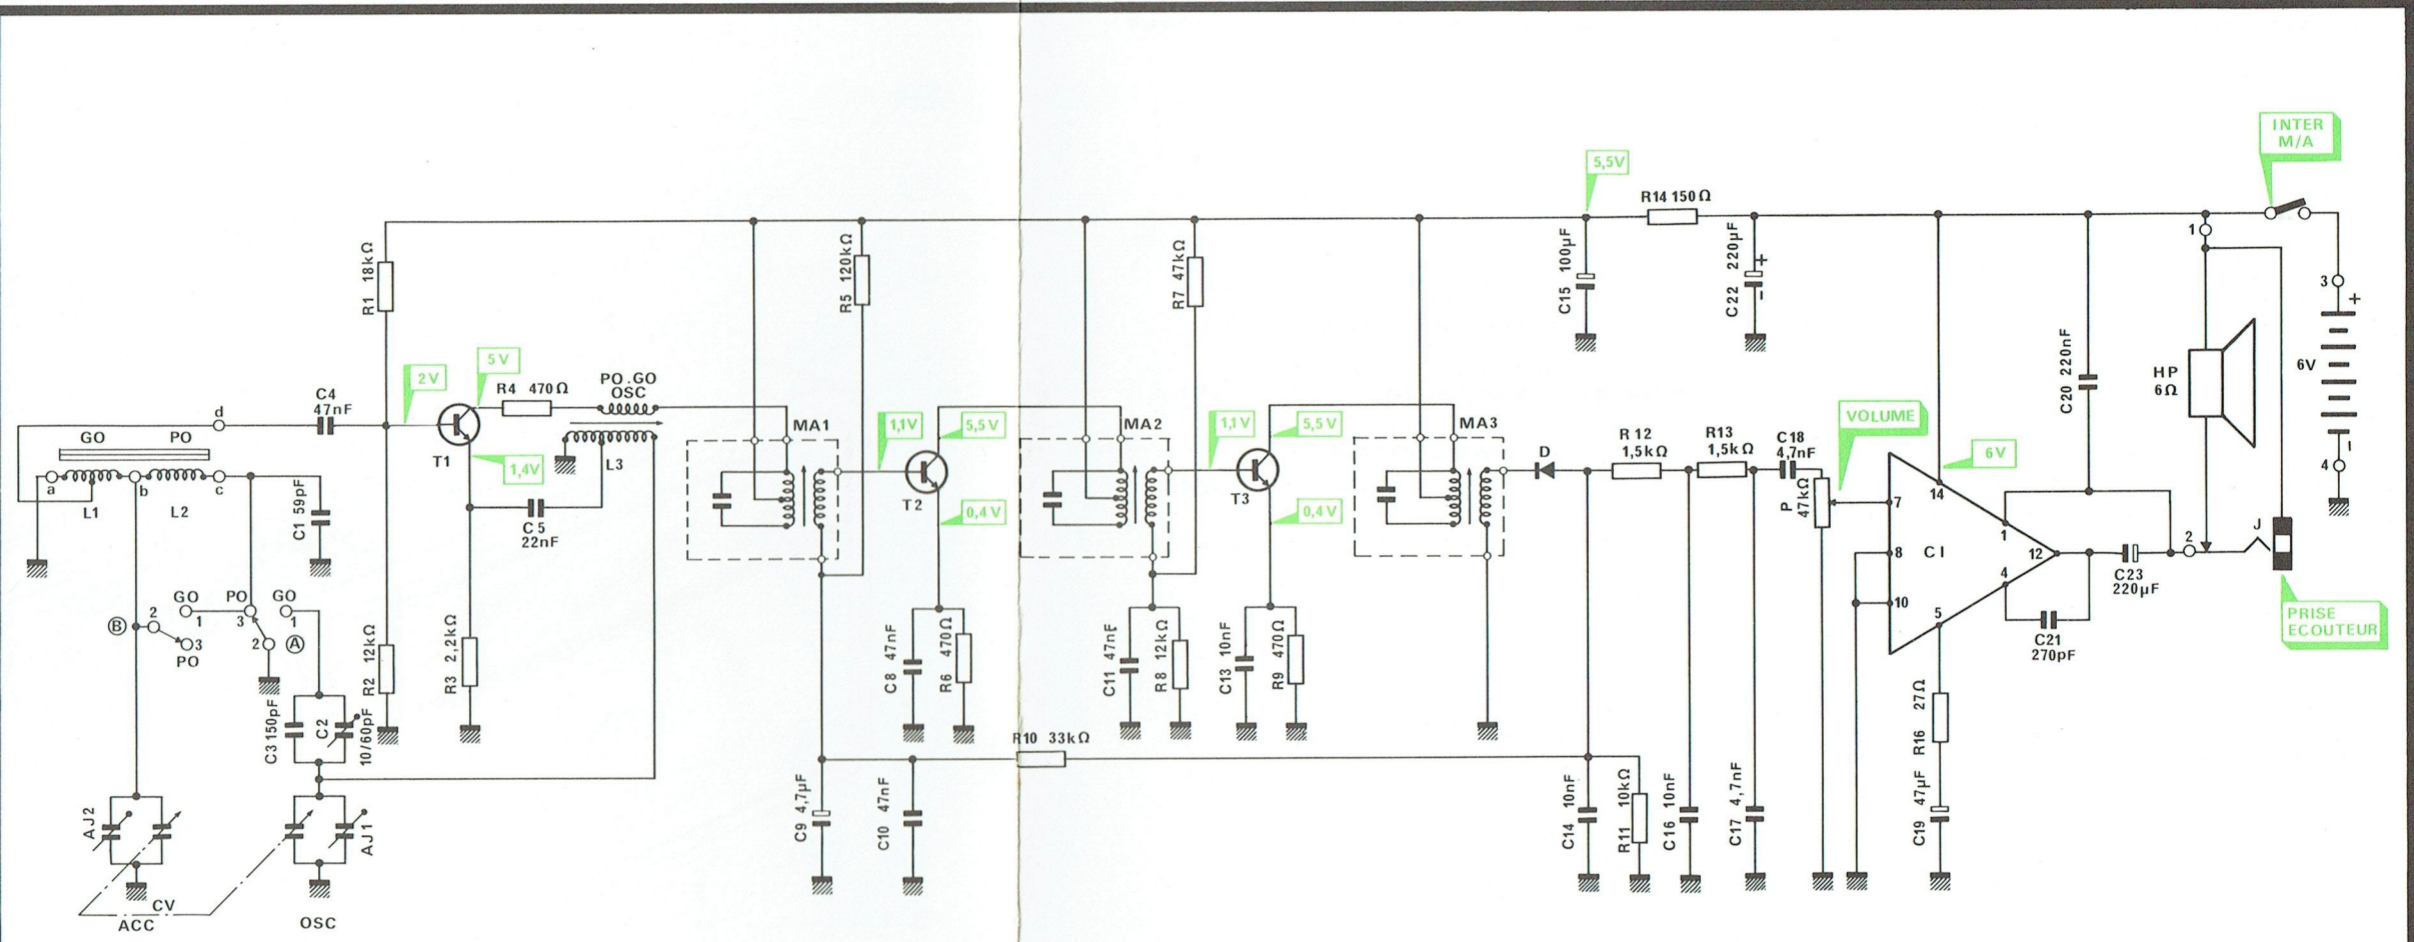 INTER
M/A
5,5V
R14 150Ω
R1 18kΩ
R5 120kΩ
R7 47kΩ
C15 100µF
C22 220µF
+
-
1
3
+
6V
-
4
C20 220nF
HP
6Ω
2V
5V
R4 470Ω
PO.GO
OSC
d
C4
47nF
GO
PO
T1
1,4V
L3
MA1
1,1V
5,5V
MA2
1,1V
5,5V
MA3
D
R12
1,5kΩ
R13
1,5kΩ
C18
4,7nF
VOLUME
6V
P
47kΩ
a
b
c
L1
L2
C1 59pF
C5
22nF
T2
0,4V
T3
0,4V
7
14
8
CI
10
1
12
4
5
C23
220µF
2
J
C21
270pF
PRISE
ECOUTEUR
GO
1
PO
3
GO
1
B
2
3
PO
2
A
R2 12kΩ
R3 2,2kΩ
C8 47nF
R6 470Ω
C11 47nF
R8 12kΩ
C13 10nF
R9 470Ω
C3 150pF
C2
10/60pF
R10 33kΩ
R16 27Ω
AJ2
AJ1
C9 4,7µF
C10 47nF
C14 10nF
R11 10kΩ
C16 10nF
C17 4,7nF
C19 47µF
CV
ACC
OSC